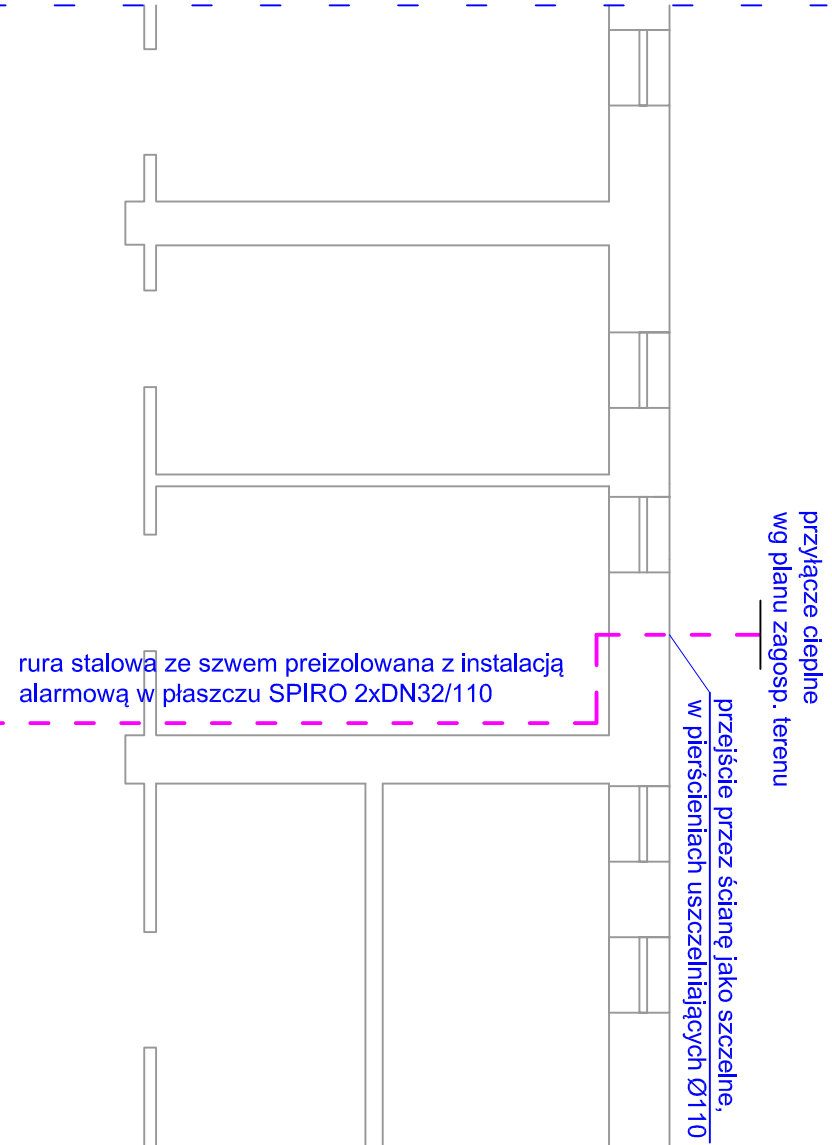 przyłącze cieplne
wg planu zagosp. terenu
rura stalowa ze szwem preizolowana z instalacją
alarmową w płaszczu SPIRO 2xDN32/110
przejście przez ścianę jako szczelne,
w pierścieniach uszczelniających Ø110